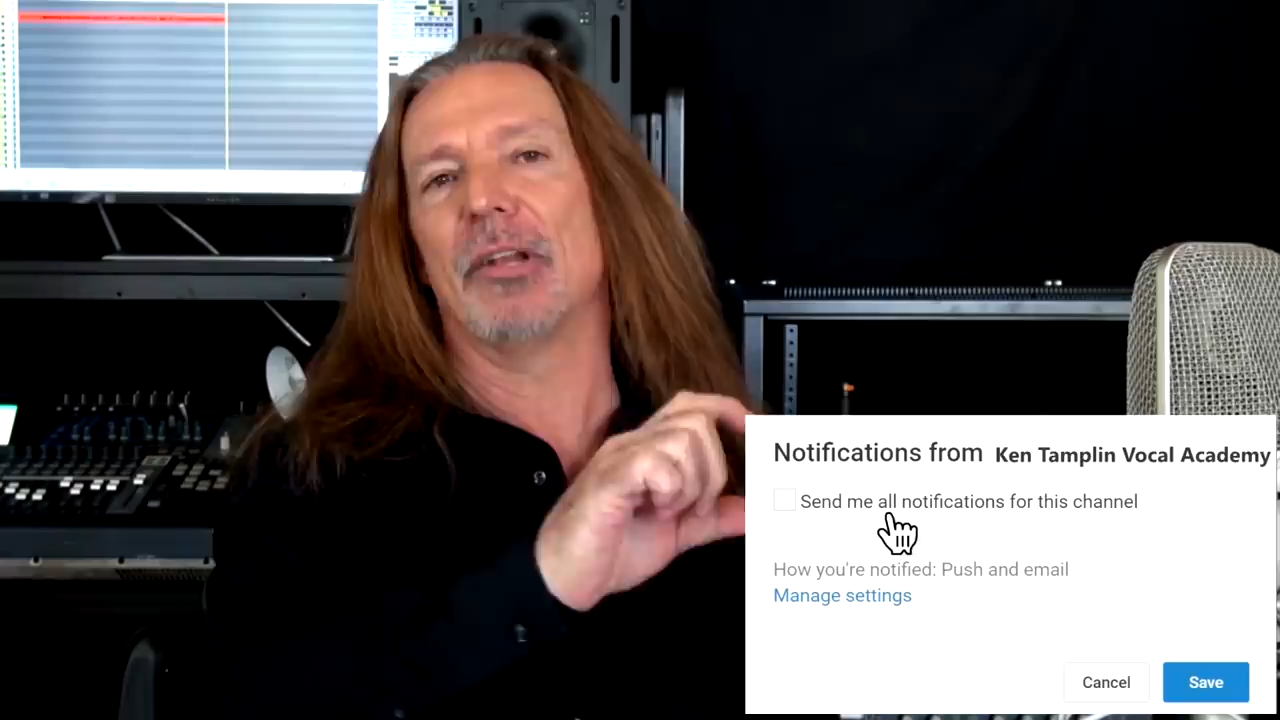 Notifications from Ken Tamplin Vocal Academy
Send me all notifications for this channel
How you're notified: Push and email
Manage settings
Cancel Save